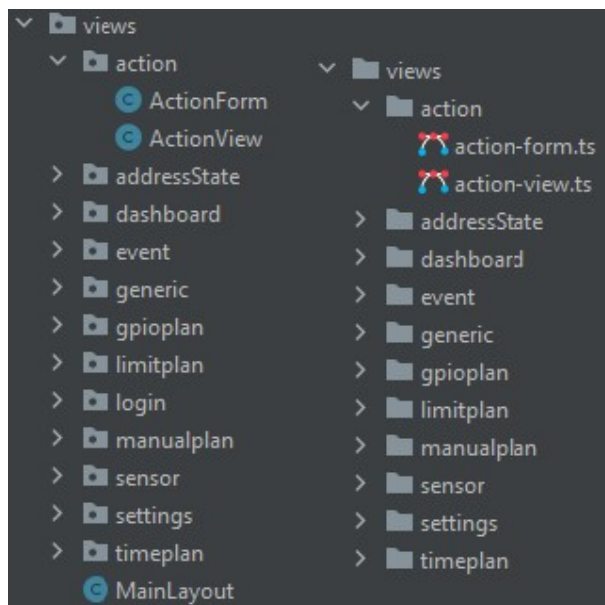 views
action
ActionForm
ActionView
addressState
dashboard
event
generic
gpioplan
limitplan
login
manualplan
sensor
settings
timeplan
MainLayout
views
action
action-form.ts
action-view.ts
addressState
dashboard
event
generic
gpioplan
limitplan
manualplan
sensor
settings
timeplan